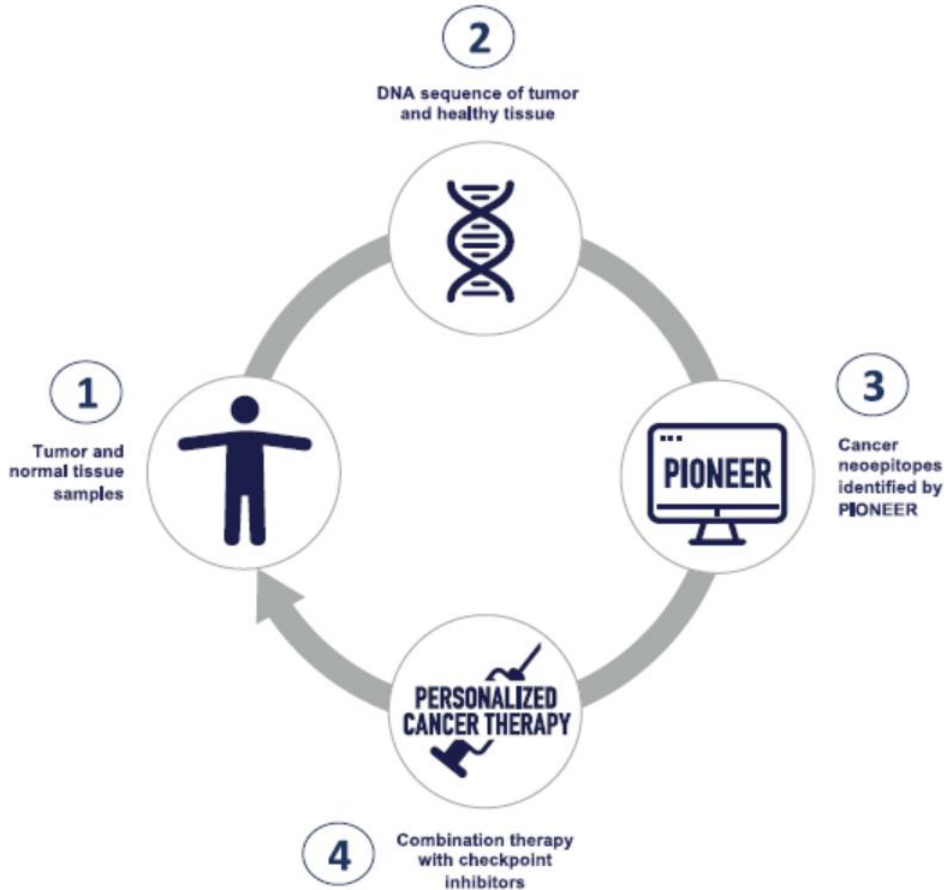 2
DNA sequence of tumor
and healthy tissue
1
Tumor and
normal tissue
samples
PIONEER
3
Cancer
neoepitopes
identified by
PIONEER
PERSONALIZED
CANCER THERAPY
4
Combination therapy
with checkpoint
inhibitors